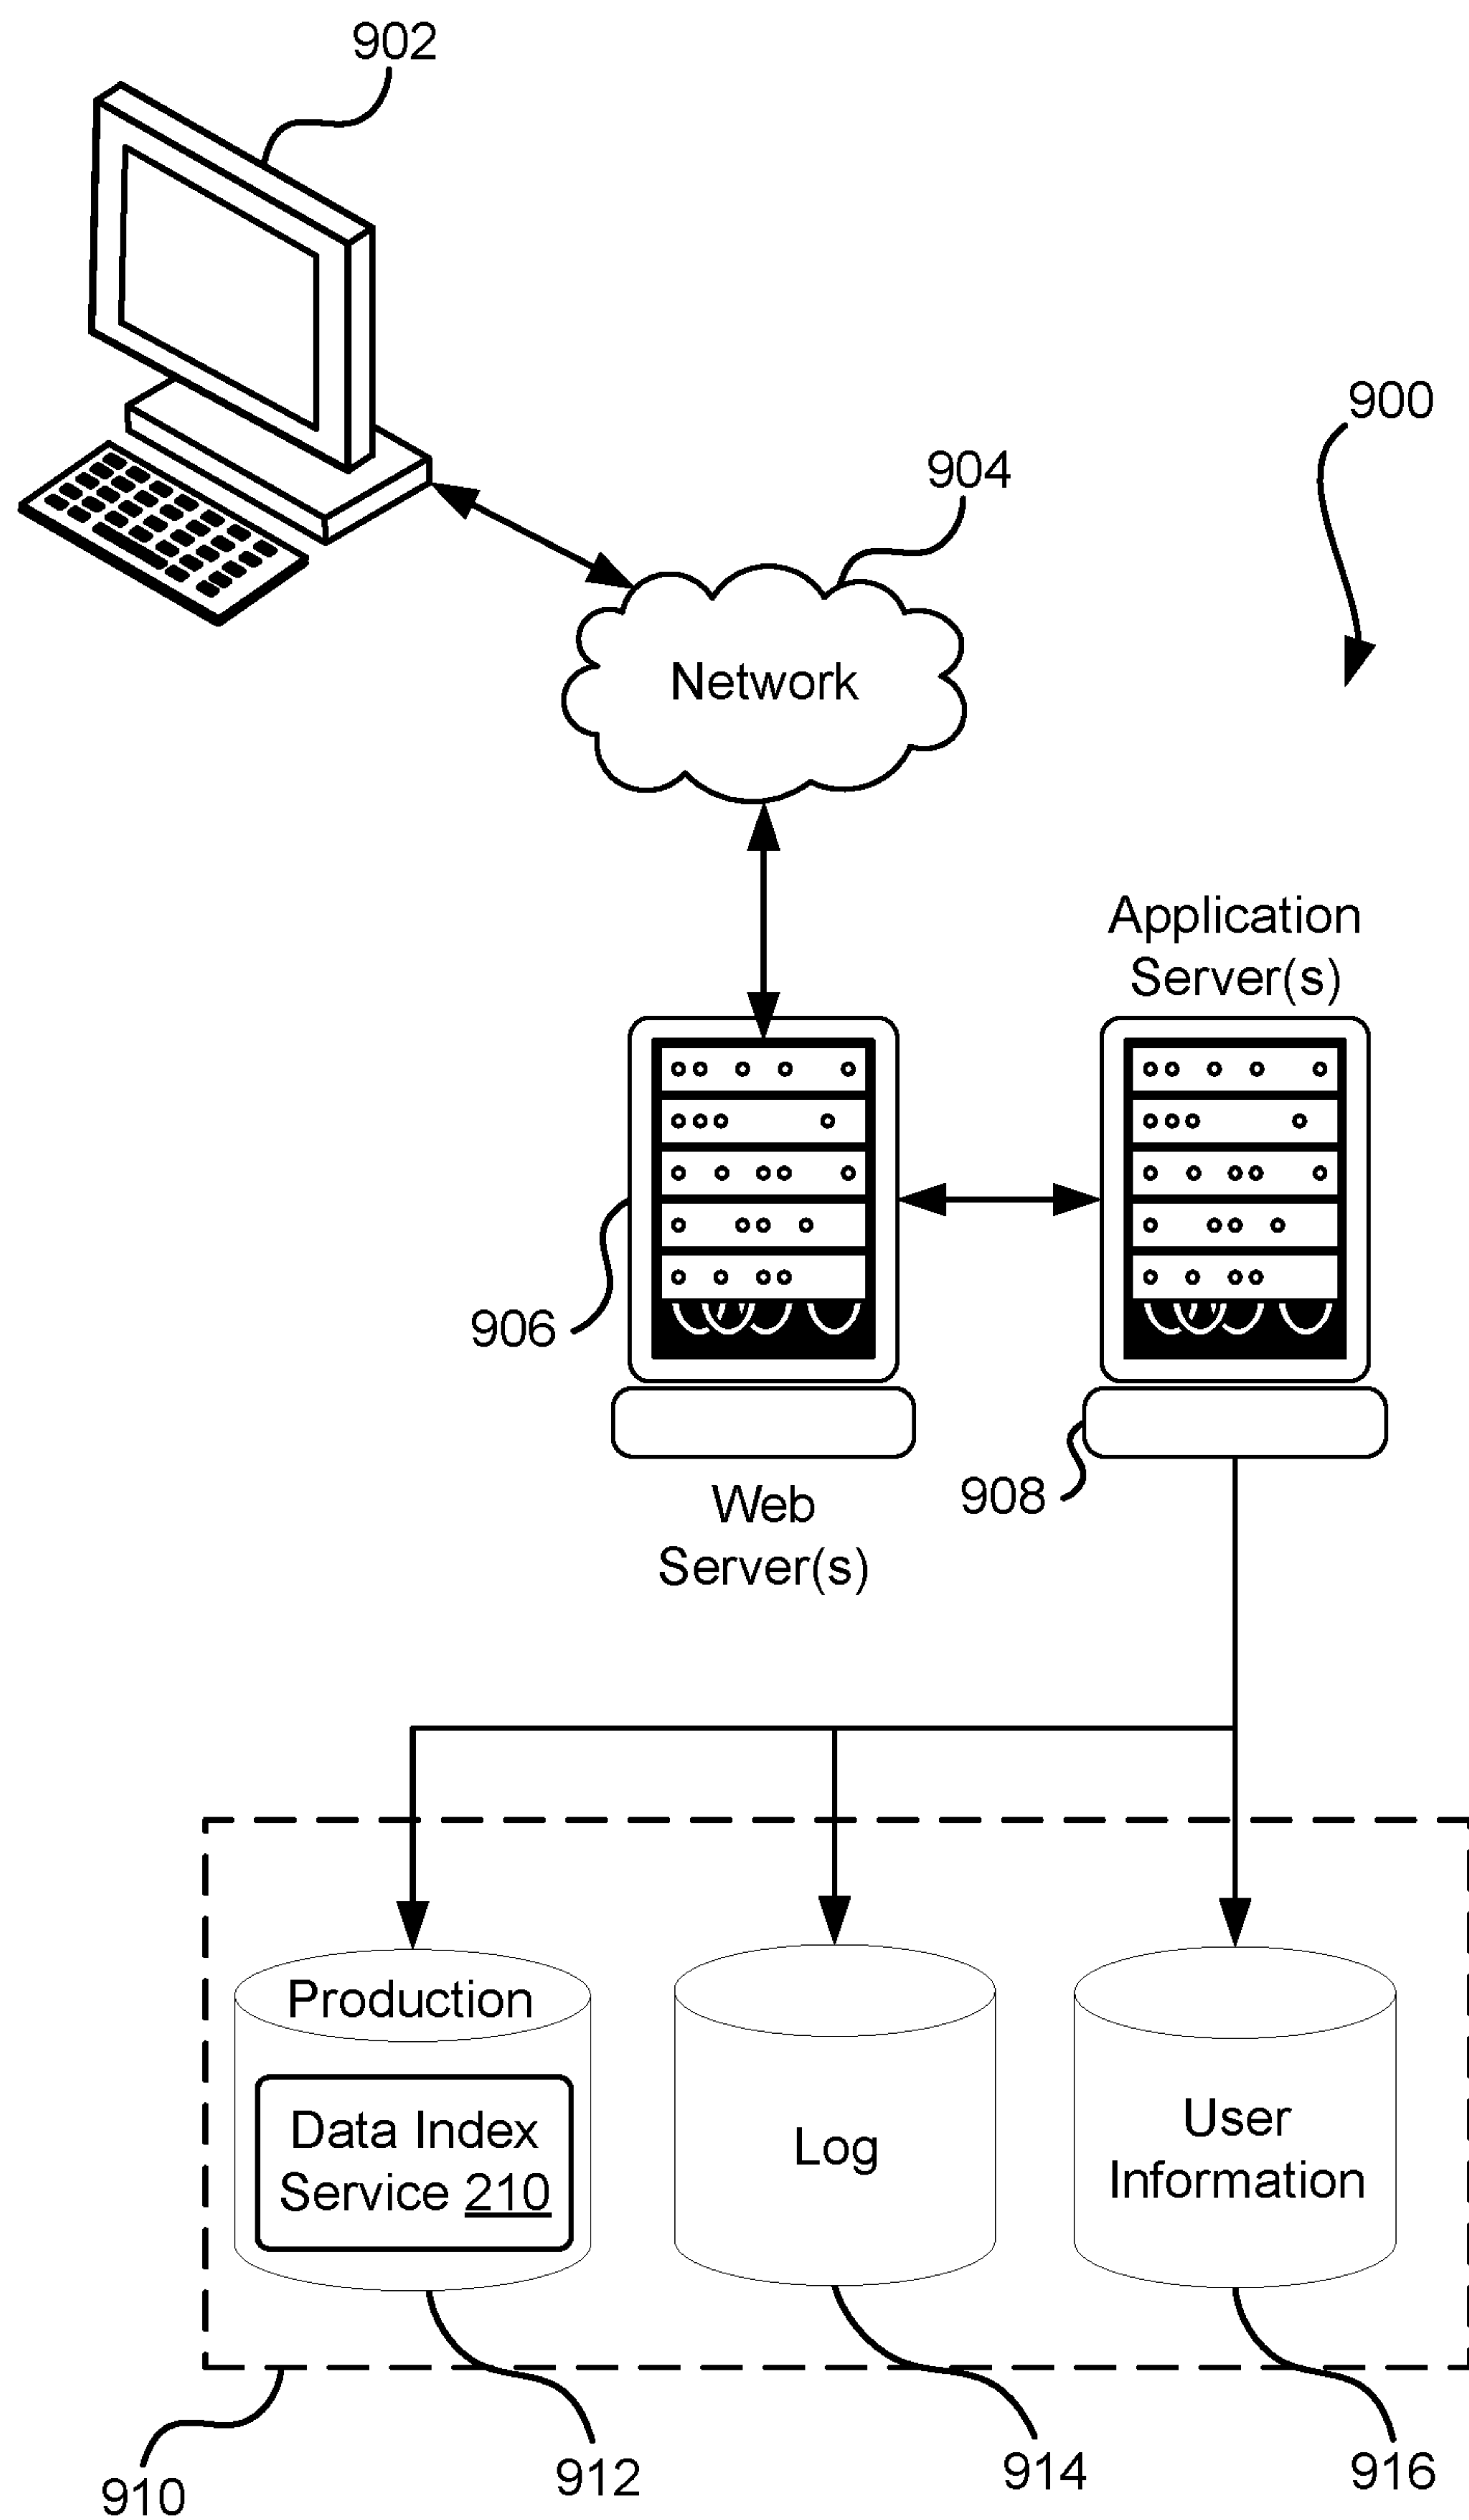 902
900
904
Network
Application
Server(s)
906
908
Web
Server(s)
Production
Data Index
Service 210
Log
User
Information
910
912
914
916